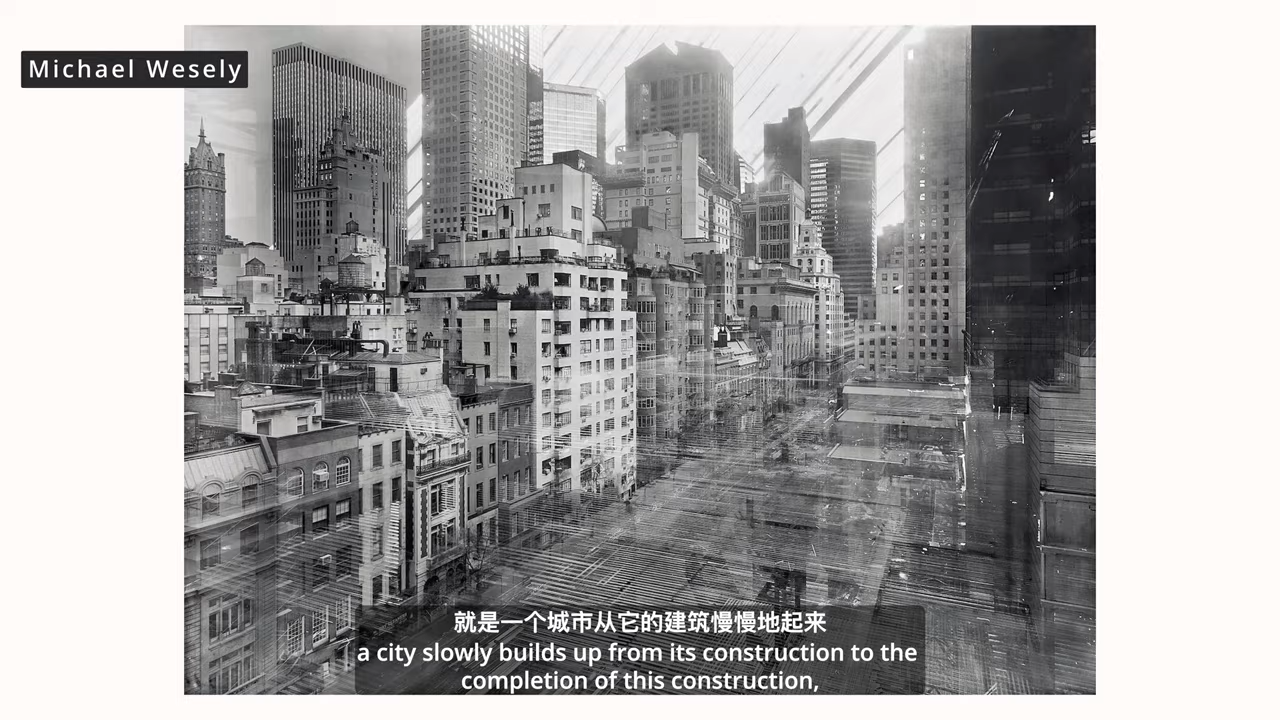 Michael Wesely
就是一个城市从它的建筑慢慢地起来
a city slowly builds up from its construction to the
completion of this construction,